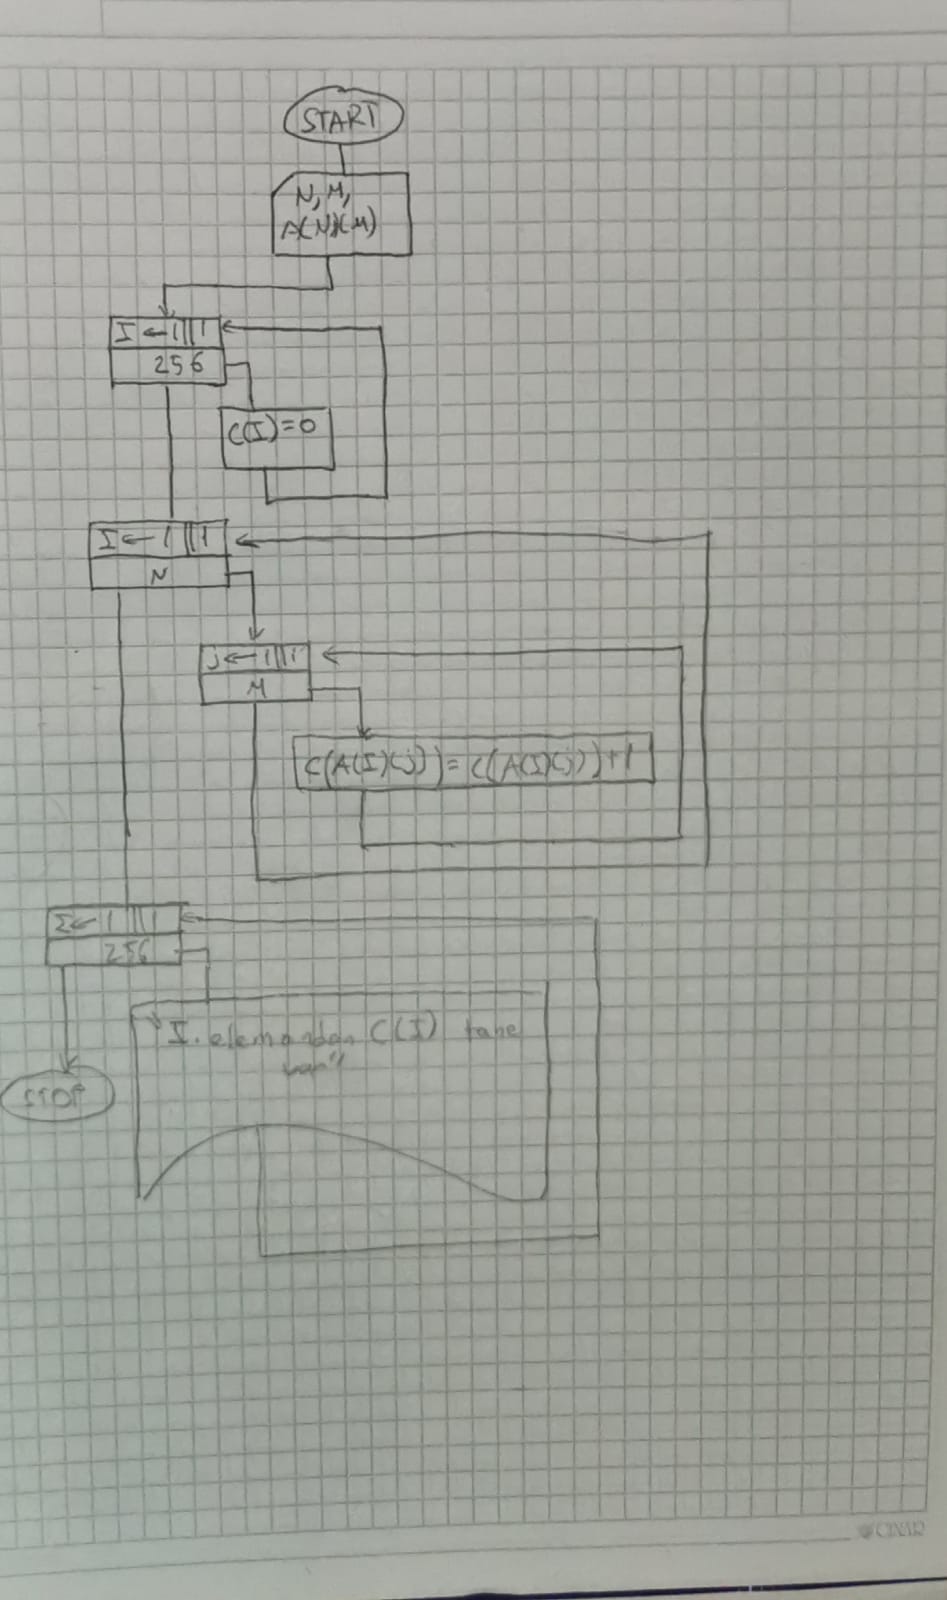 START
N, M,
A(N)(M)
I ← 1 ||| 1
256
C(I)=0
I ← 1 ||| 1
N
j ← 1 ||| 1
M
C(A(I)(j))=C((A(I)(j))+1
I ← 1 ||| 1
256
"I. elemandan C(I) tane
var"
STOP
ÇINAR